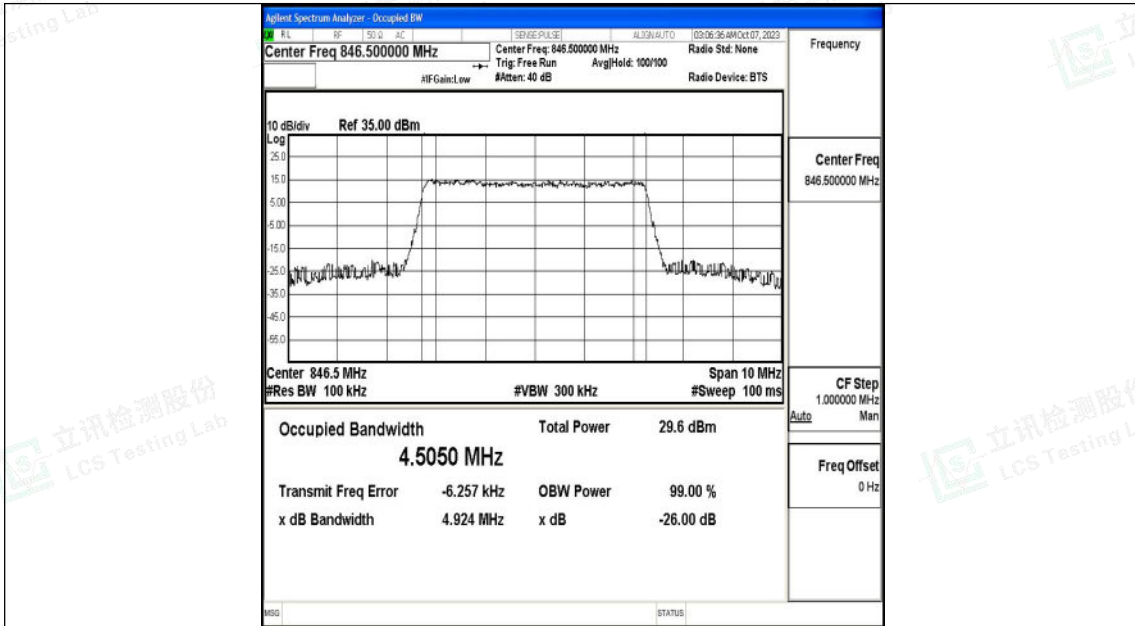 Agilent Spectrum Analyzer - Occupied BW
RL RF 50 Ω AC SENSE:PULSE ALIGNAUTO 03:06:36 AM Oct 07, 2023
Center Freq 846.500000 MHz
Center Freq: 846.500000 MHz
Radio Std: None
Trig: Free Run Avg|Hold: 100/100
#IFGain:Low
#Atten: 40 dB
Radio Device: BTS
10 dB/div Ref 35.00 dBm
Log
25.0
15.0
5.00
-5.00
-15.0
-25.0
-35.0
-45.0
-55.0
Center 846.5 MHz Span 10 MHz
#Res BW 100 kHz #VBW 300 kHz #Sweep 100 ms
Occupied Bandwidth Total Power 29.6 dBm
4.5050 MHz
Transmit Freq Error -6.257 kHz OBW Power 99.00 %
x dB Bandwidth 4.924 MHz x dB -26.00 dB
MSG STATUS
Frequency
Center Freq
846.500000 MHz
CF Step
1.000000 MHz
Auto Man
Freq Offset
0 Hz
立讯检测股份
LCS Testing Lab
立讯检测股份
LCS Testing L
sting Lab